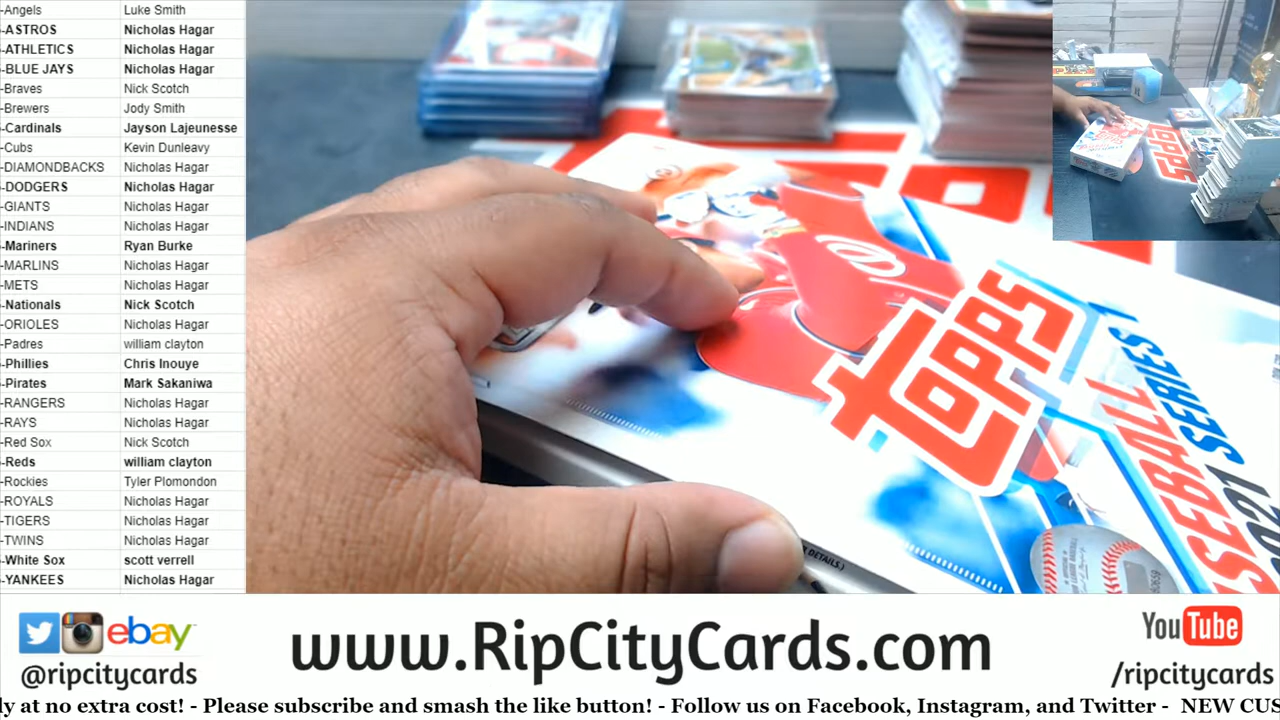 -Angels Luke Smith
-ASTROS Nicholas Hagar
-ATHLETICS Nicholas Hagar
-BLUE JAYS Nicholas Hagar
-Braves Nick Scotch
-Brewers Jody Smith
-Cardinals Jayson Lajeunesse
-Cubs Kevin Dunleavy
-DIAMONDBACKS Nicholas Hagar
-DODGERS Nicholas Hagar
-GIANTS Nicholas Hagar
-INDIANS Nicholas Hagar
-Mariners Ryan Burke
-MARLINS Nicholas Hagar
-METS Nicholas Hagar
-Nationals Nick Scotch
-ORIOLES Nicholas Hagar
-Padres william clayton
-Phillies Chris Inouye
-Pirates Mark Sakaniwa
-RANGERS Nicholas Hagar
-RAYS Nicholas Hagar
-Red Sox Nick Scotch
-Reds william clayton
-Rockies Tyler Plomondon
-ROYALS Nicholas Hagar
-TIGERS Nicholas Hagar
-TWINS Nicholas Hagar
-White Sox scott verrell
-YANKEES Nicholas Hagar
topps
BASEBALL
2021 SERIES 1
DETAILS.)
topps
ebay
@ripcitycards
www.RipCityCards.com
YouTube
/ripcitycards
ly at no extra cost! - Please subscribe and smash the like button! - Follow us on Facebook, Instagram, and Twitter - NEW CUS